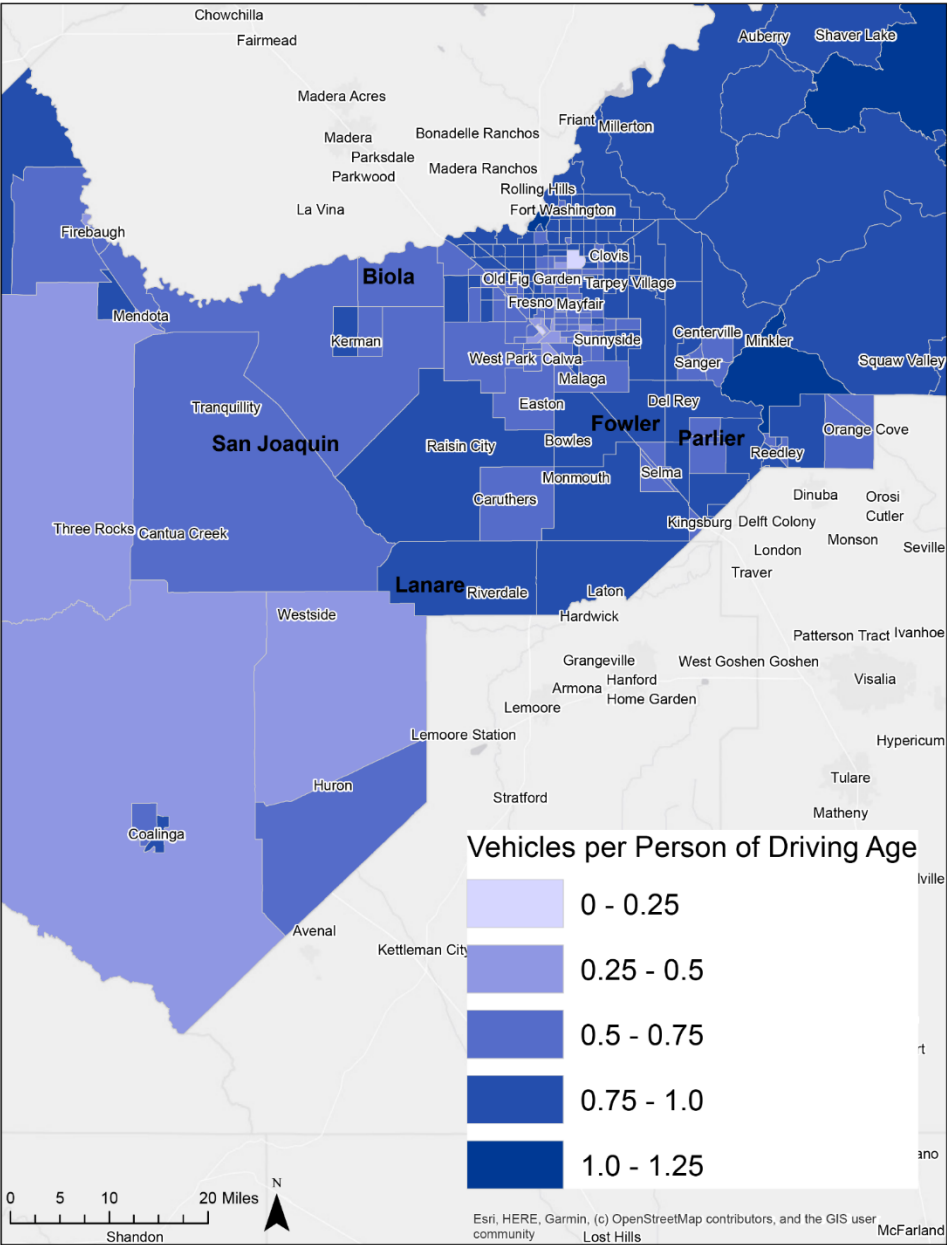 Chowchilla
Fairmead
Auberry
Shaver Lake
Madera Acres
Friant
Millerton
Madera
Bonadelle Ranchos
Parksdale
Madera Ranchos
Parkwood
Rolling Hills
La Vina
Fort Washington
Firebaugh
Clovis
Biola
Old Fig Garden
Tarpey Village
Mendota
Fresno
Mayfair
Kerman
Sunnyside
Centerville
Minkler
West Park
Calwa
Sanger
Squaw Valley
Malaga
Tranquillity
Easton
Del Rey
San Joaquin
Raisin City
Bowles
Fowler
Parlier
Orange Cove
Reedley
Monmouth
Selma
Caruthers
Dinuba
Orosi
Cutler
Three Rocks
Cantua Creek
Kingsburg
Delft Colony
Monson
London
Seville
Traver
Lanare
Riverdale
Laton
Westside
Hardwick
Patterson Tract
Ivanhoe
Grangeville
West Goshen
Goshen
Hanford
Visalia
Armona
Home Garden
Lemoore
Lemoore Station
Hypericum
Huron
Tulare
Stratford
Matheny
Coalinga
Vehicles per Person of Driving Age
0 - 0.25
lville
Avenal
Kettleman City
0.25 - 0.5
0.5 - 0.75
rt
0.75 - 1.0
1.0 - 1.25
ano
N
0 5 10 20 Miles
Esri, HERE, Garmin, (c) OpenStreetMap contributors, and the GIS user
community
Shandon
Lost Hills
McFarland